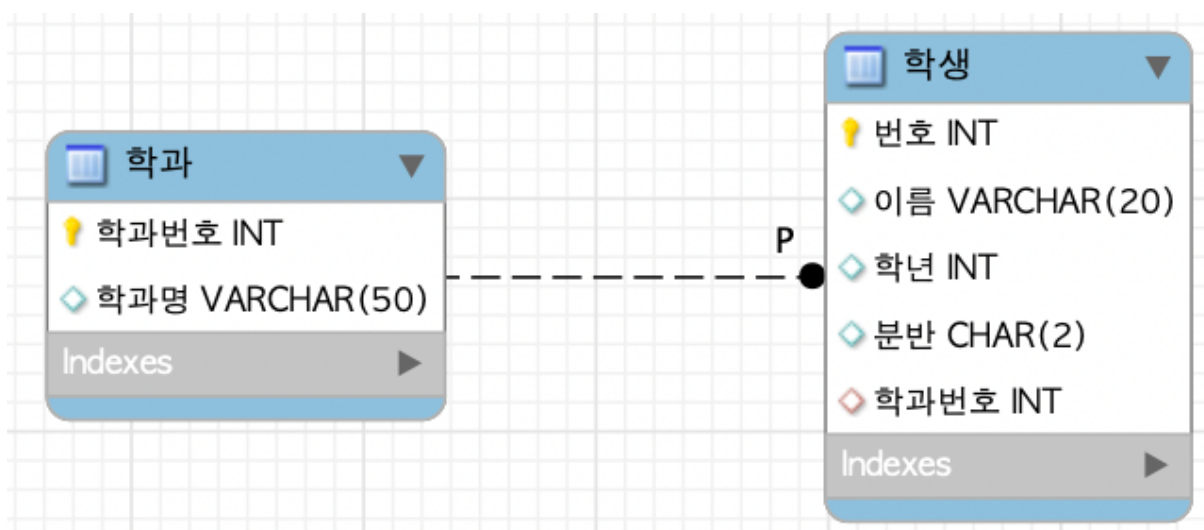 학과
학과번호 INT
학과명 VARCHAR(50)
Indexes
P
학생
번호 INT
이름 VARCHAR(20)
학년 INT
분반 CHAR(2)
학과번호 INT
Indexes